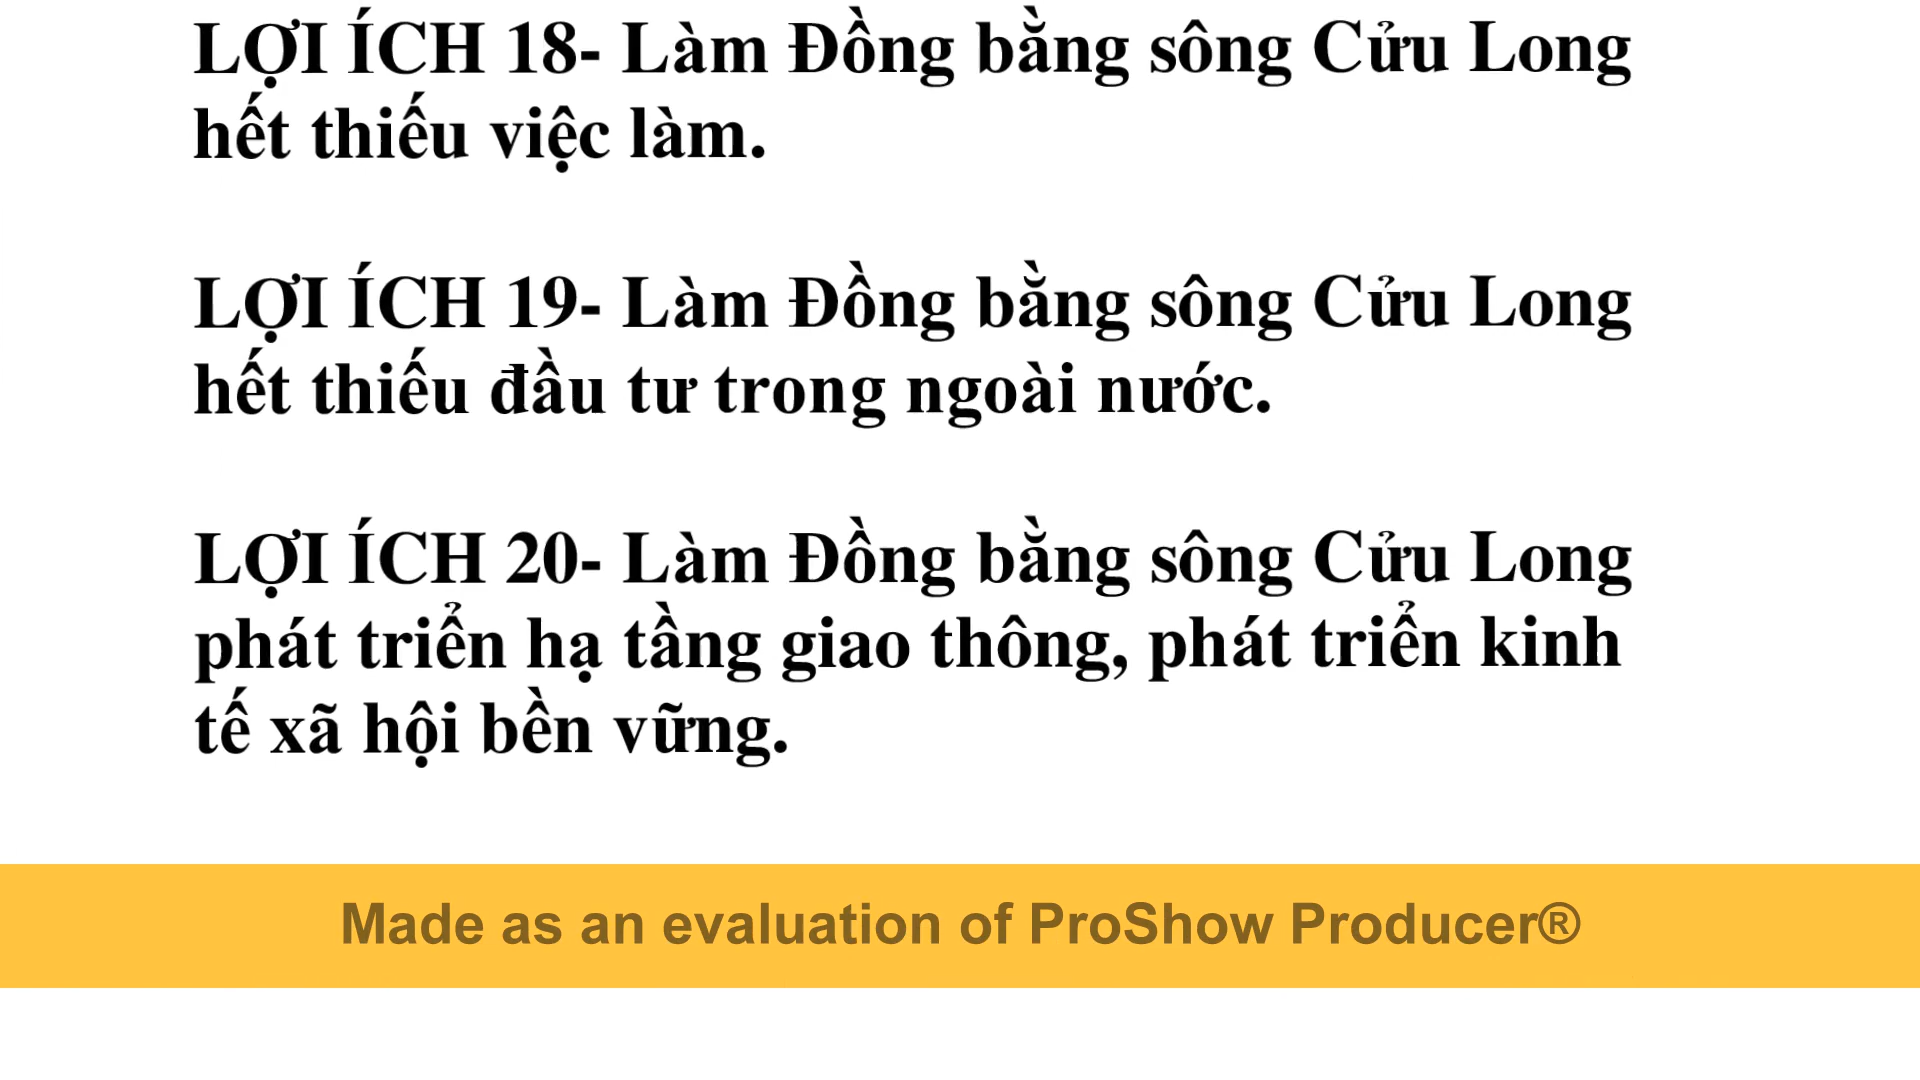 LỢI ÍCH 18- Làm Đồng bằng sông Cửu Long
hết thiếu việc làm.
LỢI ÍCH 19- Làm Đồng bằng sông Cửu Long
hết thiếu đầu tư trong ngoài nước.
LỢI ÍCH 20- Làm Đồng bằng sông Cửu Long
phát triển hạ tầng giao thông, phát triển kinh
tế xã hội bền vững.
Made as an evaluation of ProShow Producer®